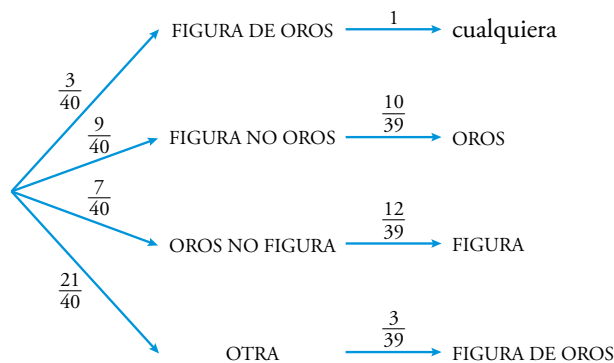 3/40 FIGURA DE OROS 1 cualquiera
9/40 FIGURA NO OROS 10/39 OROS
7/40 OROS NO FIGURA 12/39 FIGURA
21/40 OTRA 3/39 FIGURA DE OROS